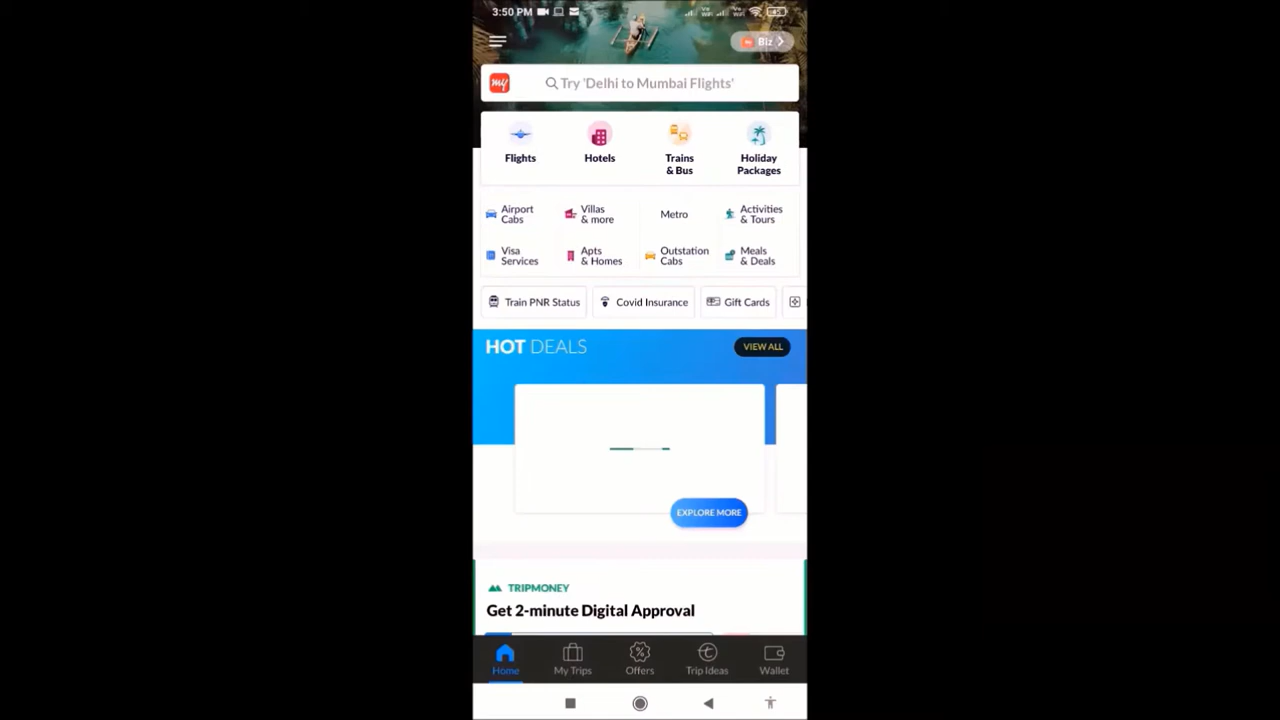 3:50 PM
Biz
my
Try 'Delhi to Mumbai Flights'
Flights
Hotels
Trains
& Bus
Holiday
Packages
Airport
Cabs
Villas
& more
Metro
Activities
& Tours
Visa
Services
Apts
& Homes
Outstation
Cabs
Meals
& Deals
Train PNR Status
Covid Insurance
Gift Cards
HOT DEALS
VIEW ALL
EXPLORE MORE
TRIPMONEY
Get 2-minute Digital Approval
Home
My Trips
Offers
Trip Ideas
Wallet